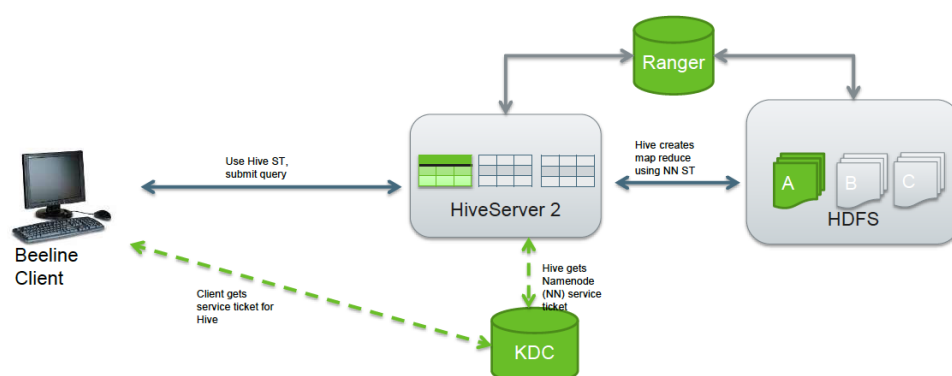 Ranger
Use Hive ST,
submit query
Hive creates
map reduce
using NN ST
A
B
C
HiveServer 2
HDFS
Beeline
Client
Client gets
service ticket for
Hive
Hive gets
Namenode
(NN) service
ticket
KDC